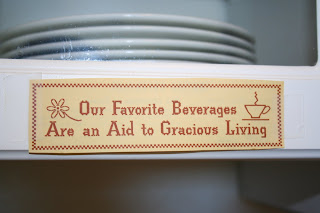 Our Favorite Beverages
Are an Aid to Gracious Living